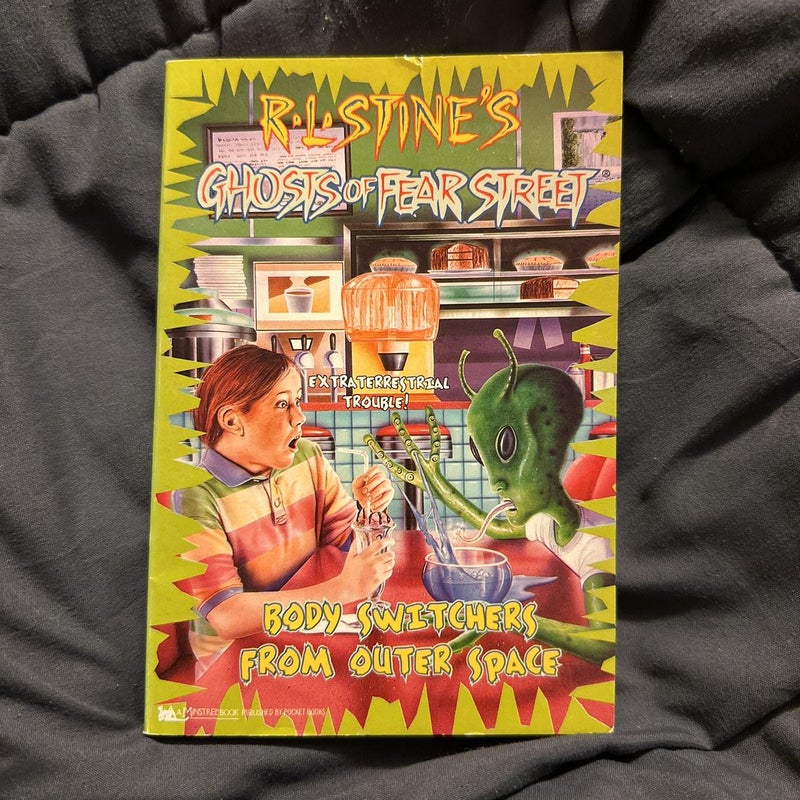 R.L.STINE'S
GHOSTS OF FEAR STREET®
EXTRATERRESTRIAL
TROUBLE!
BODY SWITCHERS
FROM OUTER SPACE
A MINSTREL BOOK PUBLISHED BY POCKET BOOKS